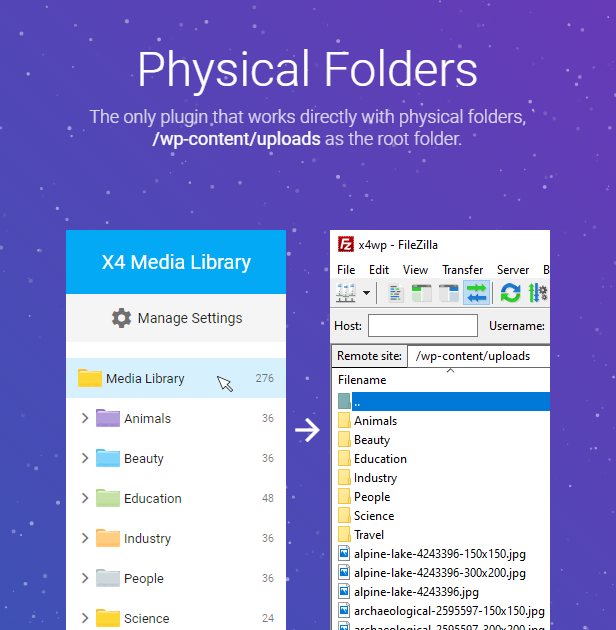 Physical Folders
The only plugin that works directly with physical folders,
/wp-content/uploads as the root folder.
X4 Media Library
Manage Settings
Media Library 276
Animals 36
Beauty 36
Education 48
Industry 36
People 36
Science 24
x4wp - FileZilla
File Edit View Transfer Server B
Host: Username:
Remote site: /wp-content/uploads
Filename
..
Animals
Beauty
Education
Industry
People
Science
Travel
alpine-lake-4243396-150x150.jpg
alpine-lake-4243396-300x200.jpg
alpine-lake-4243396.jpg
archaeological-2595597-150x150.jpg
archaeological-2595597-300x200.jpg